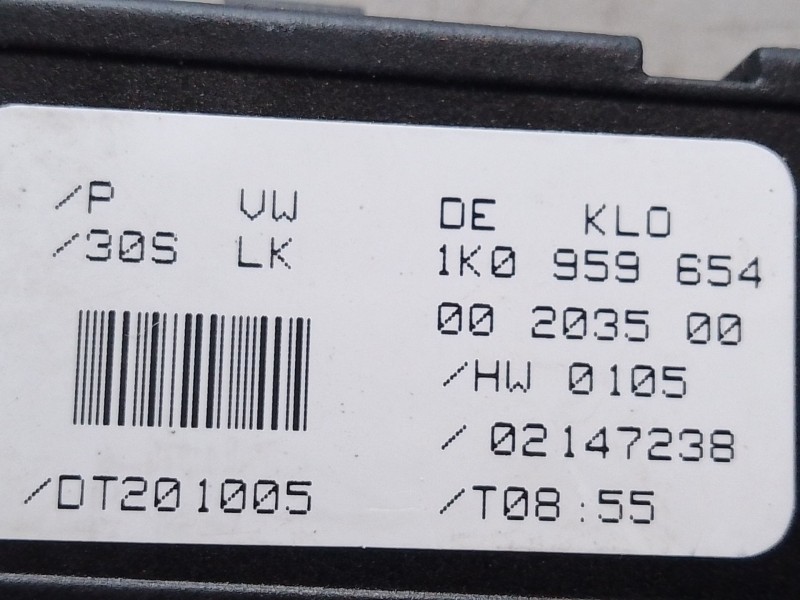 /P VW DE KLO
/30S LK 1K0 959 654
00 2035 00
/HW 0105
/ 02147238
/DT201005 /T08:55